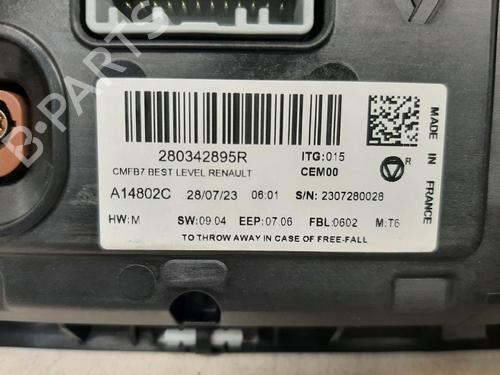 280342895R
ITG:015
CMFB7 BEST LEVEL RENAULT
CEM00
R
A14802C 28/07/23 06:01 S/N: 2307280028
HW:M SW:09.04 EEP:07.06 FBL:0602 M:T6
TO THROW AWAY IN CASE OF FREE-FALL
MADE IN FRANCE
B-PARTS